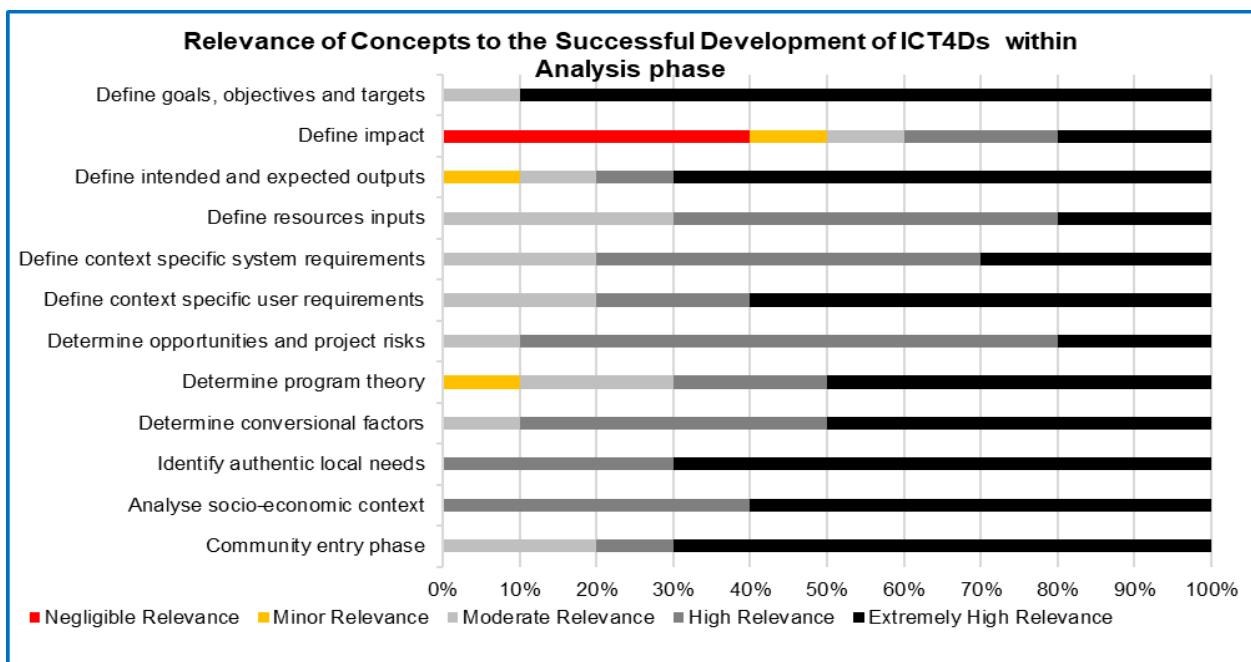 Relevance of Concepts to the Successful Development of ICT4Ds within
Analysis phase
Define goals, objectives and targets
Define impact
Define intended and expected outputs
Define resources inputs
Define context specific system requirements
Define context specific user requirements
Determine opportunities and project risks
Determine program theory
Determine conversional factors
Identify authentic local needs
Analyse socio-economic context
Community entry phase
0% 10% 20% 30% 40% 50% 60% 70% 80% 90% 100%
Negligible Relevance Minor Relevance Moderate Relevance High Relevance Extremely High Relevance